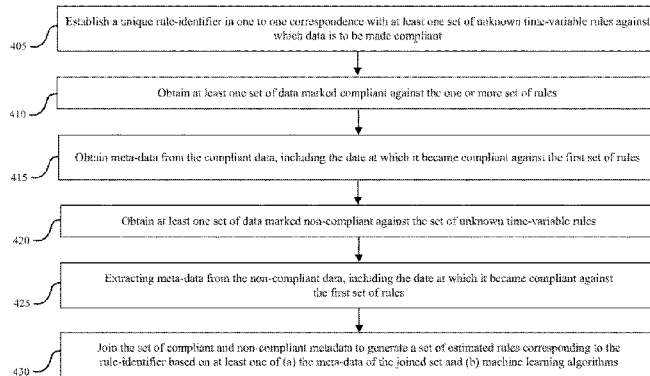 Establish a unique rule-identifier in one to one correspondence with at least one set of unknown time-variable rules against
which data is to be made compliant
405
Obtain at least one set of data marked compliant against the one or more set of rules
410
Obtain meta-data from the compliant data, including the date at which it became compliant against the first set of rules
415
Obtain at least one set of data marked non-compliant against the set of unknown time-variable rules
420
Extracting meta-data from the non-compliant data, including the date at which it became compliant against
the first set of rules
425
Join the set of compliant and non-compliant metadata to generate a set of estimated rules corresponding to the
rule-identifier based on at least one of (a) the meta-data of the joined set and (b) machine learning algorithms
430